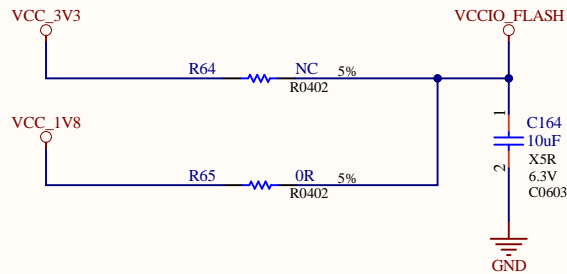 VCC_3V3
VCCIO_FLASH
R64 NC 5%
R0402
VCC_1V8
1
C164
10uF
X5R
6.3V
C0603
2
R65 0R 5%
R0402
GND